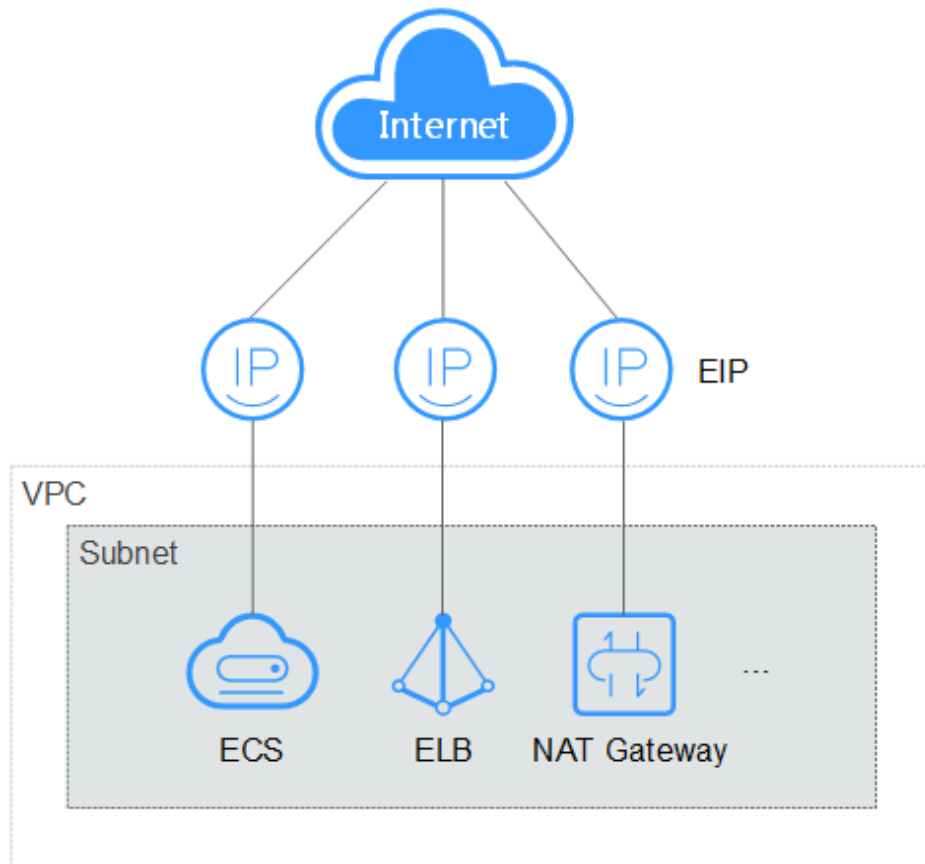 Internet
IP IP IP EIP
VPC
Subnet
...
ECS ELB NAT Gateway